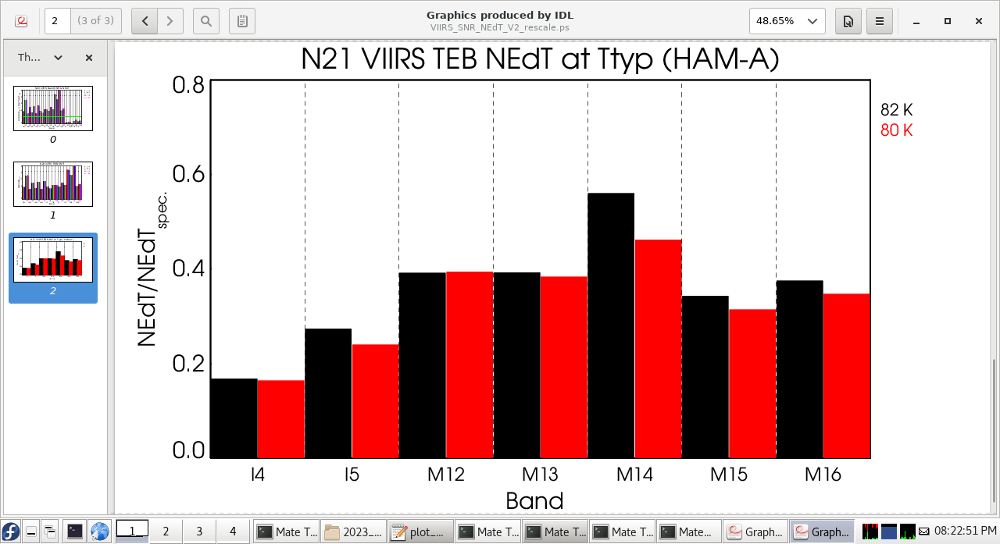 Graphics produced by IDL
VIIRS_SNR_NEdT_V2_rescale.ps
2 (3 of 3)
48.65%
Th...
0
1
2
N21 VIIRS TEB NEdT at Ttyp (HAM-A)
82 K
80 K
NEdT/NEdTspec.
0.8
0.6
0.4
0.2
0.0
I4 I5 M12 M13 M14 M15 M16
Band
1 2 3 4 Mate T... 2023_... plot_... Mate T... Mate T... Mate T... Mate... Graph... Graph... 08:22:51 PM